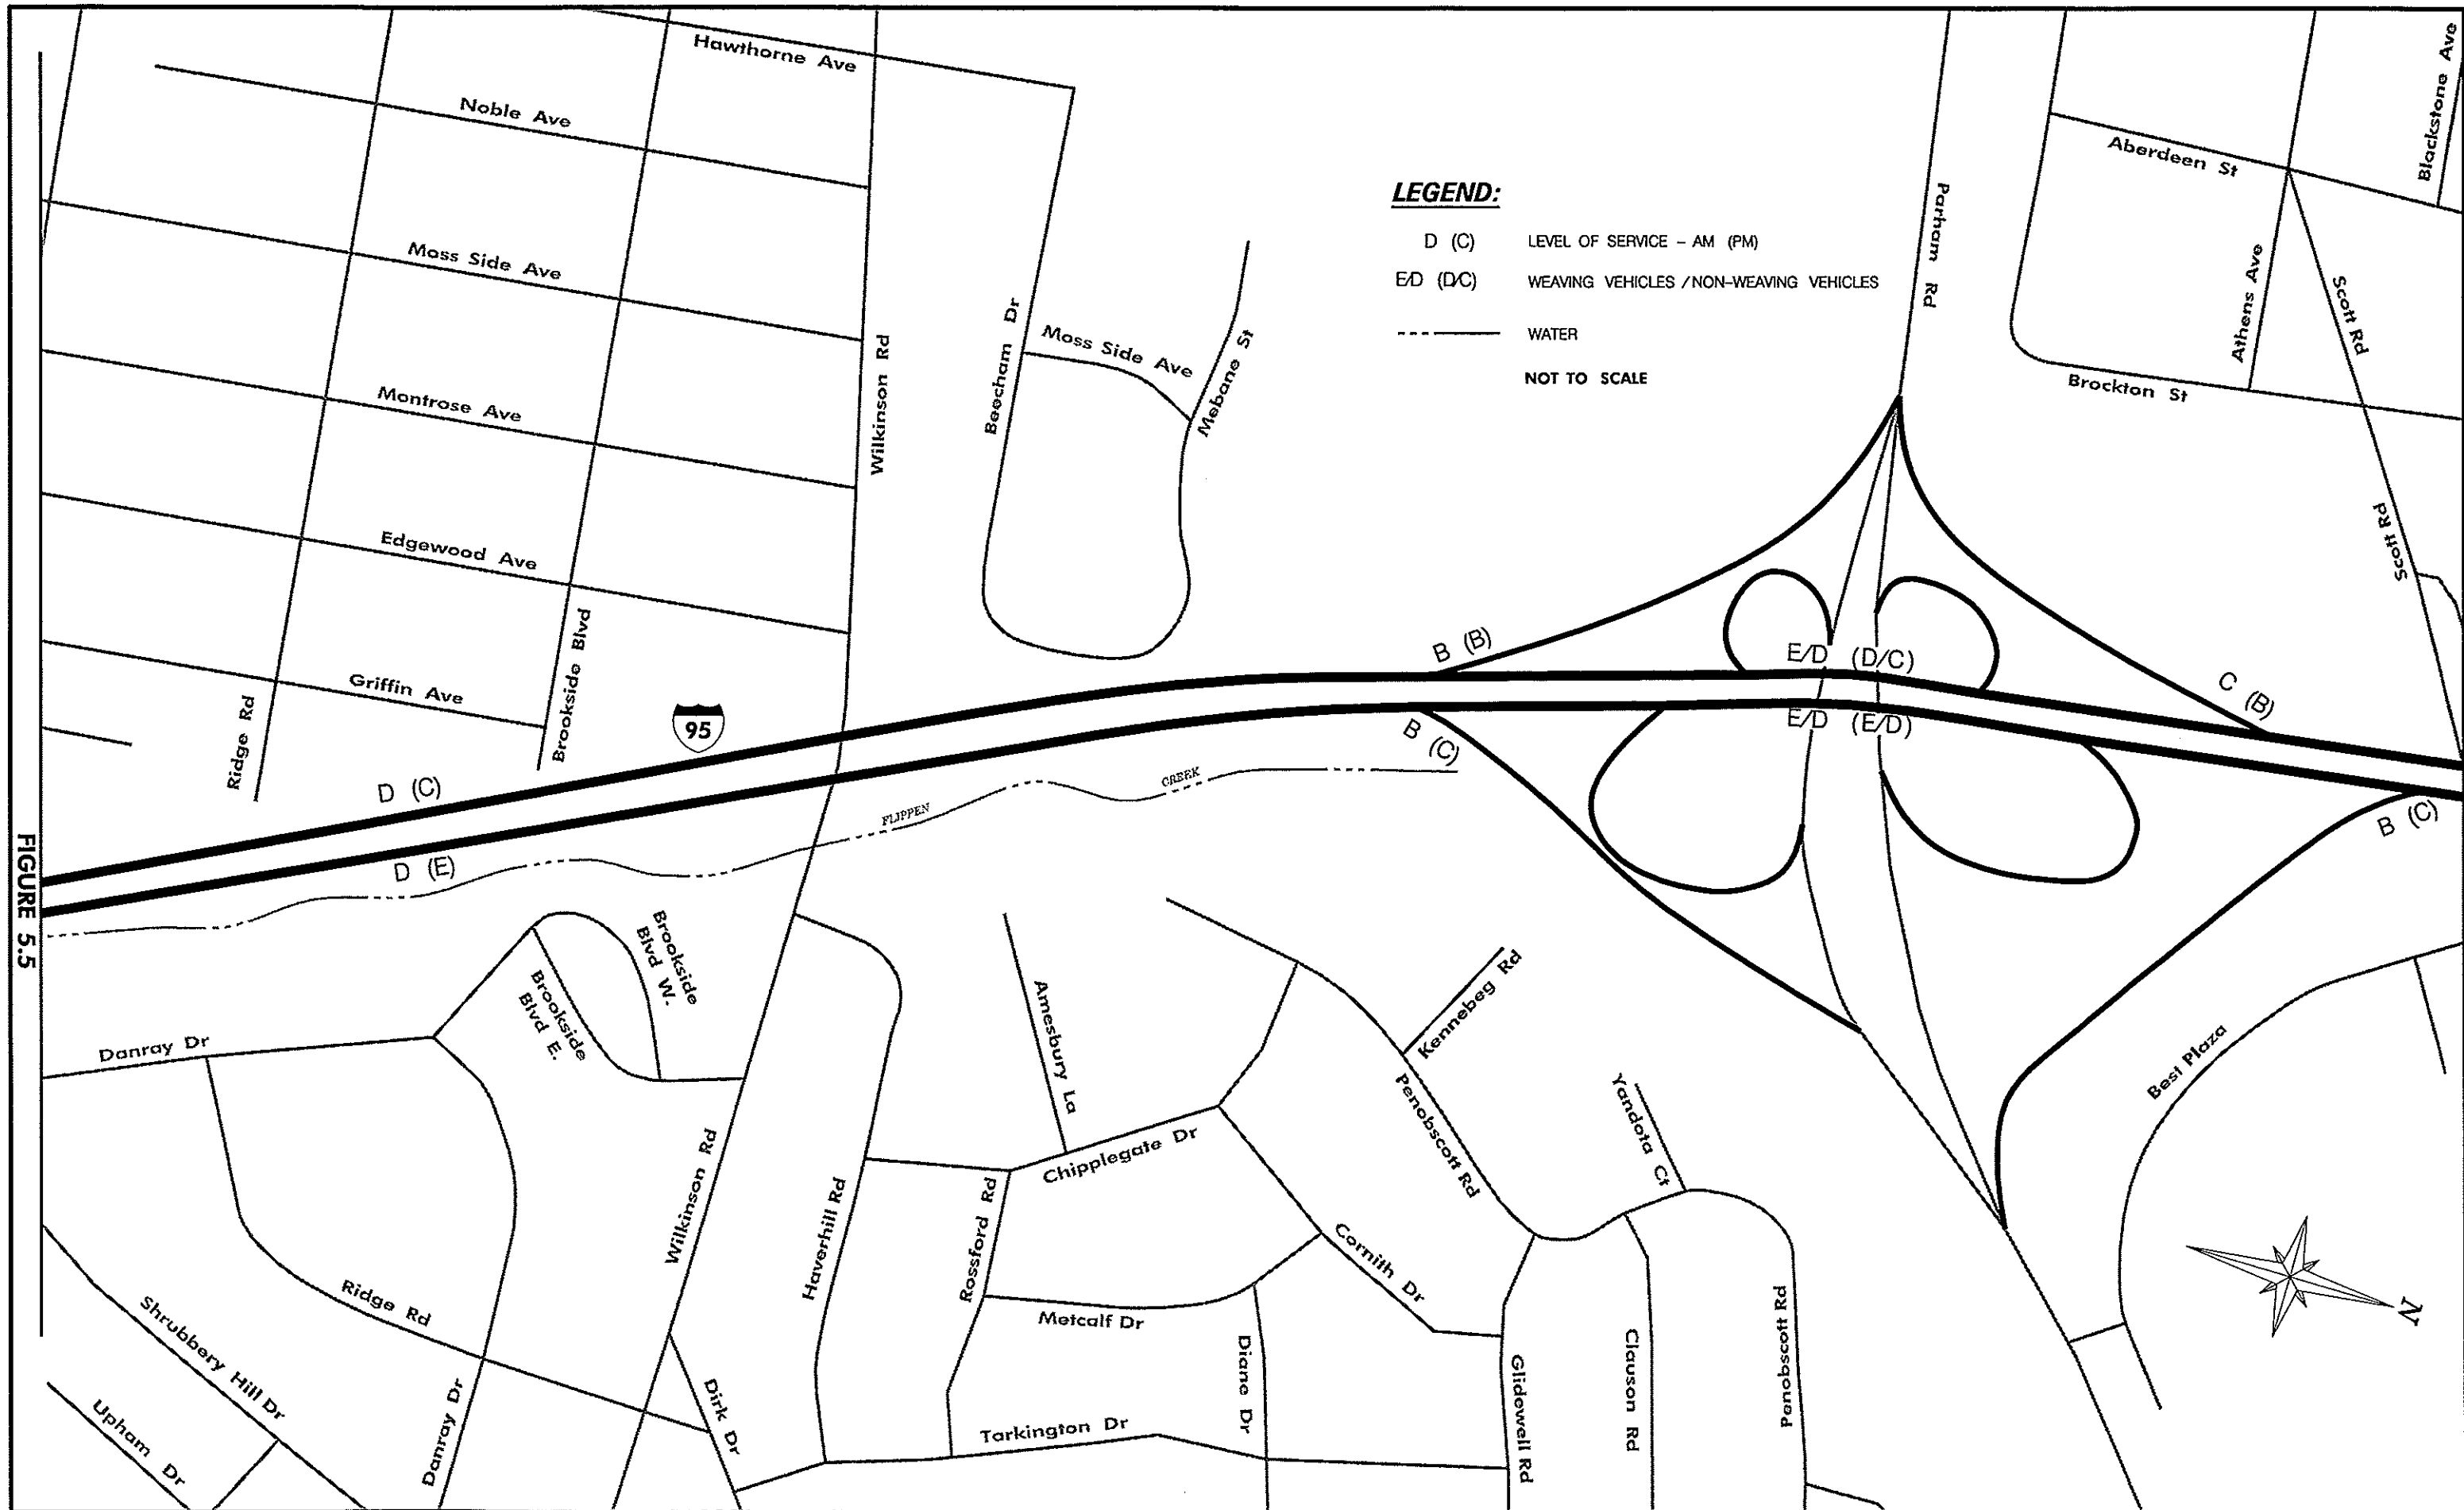 Hawthorne Ave
Noble Ave
Moss Side Ave
Montrose Ave
Edgewood Ave
Griffin Ave
Ridge Rd
Brookside Blvd
Wilkinson Rd
Beecham Dr
Moss Side Ave
Mebane St
LEGEND:
D (C) LEVEL OF SERVICE - AM (PM)
E/D (D/C) WEAVING VEHICLES / NON-WEAVING VEHICLES
WATER
NOT TO SCALE
Parham Rd
Aberdeen St
Blackstone Ave
Athens Ave
Scott Rd
Brockton St
Scott Rd
95
D (C)
D (E)
B (B)
B (C)
E/D (D/C)
E/D (E/D)
C (B)
B (C)
FLIPPEN
CREEK
FIGURE 5.5
Brookside
Blvd W.
Brookside
Blvd E.
Danray Dr
Ridge Rd
Shrubbery Hill Dr
Upham Dr
Danray Dr
Wilkinson Rd
Dirk Dr
Haverhill Rd
Amesbury La
Chipplegate Dr
Rossford Rd
Metcalf Dr
Tarkington Dr
Diane Dr
Cornith Dr
Kennebeg Rd
Penobscott Rd
Yandota Ct
Glidewell Rd
Clauson Rd
Penobscott Rd
Best Plaza
N